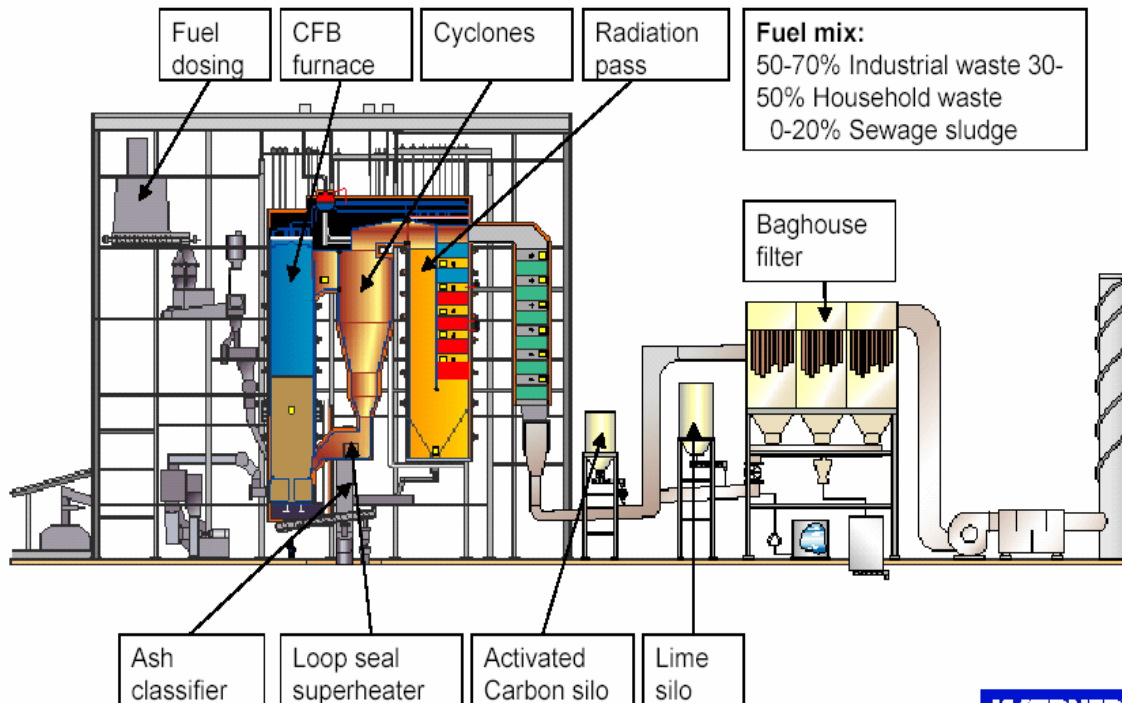 Fuel
dosing
CFB
furnace
Cyclones
Radiation
pass
Fuel mix:
50-70% Industrial waste 30-
50% Household waste
0-20% Sewage sludge
Baghouse
filter
Ash
classifier
Loop seal
superheater
Activated
Carbon silo
Lime
silo